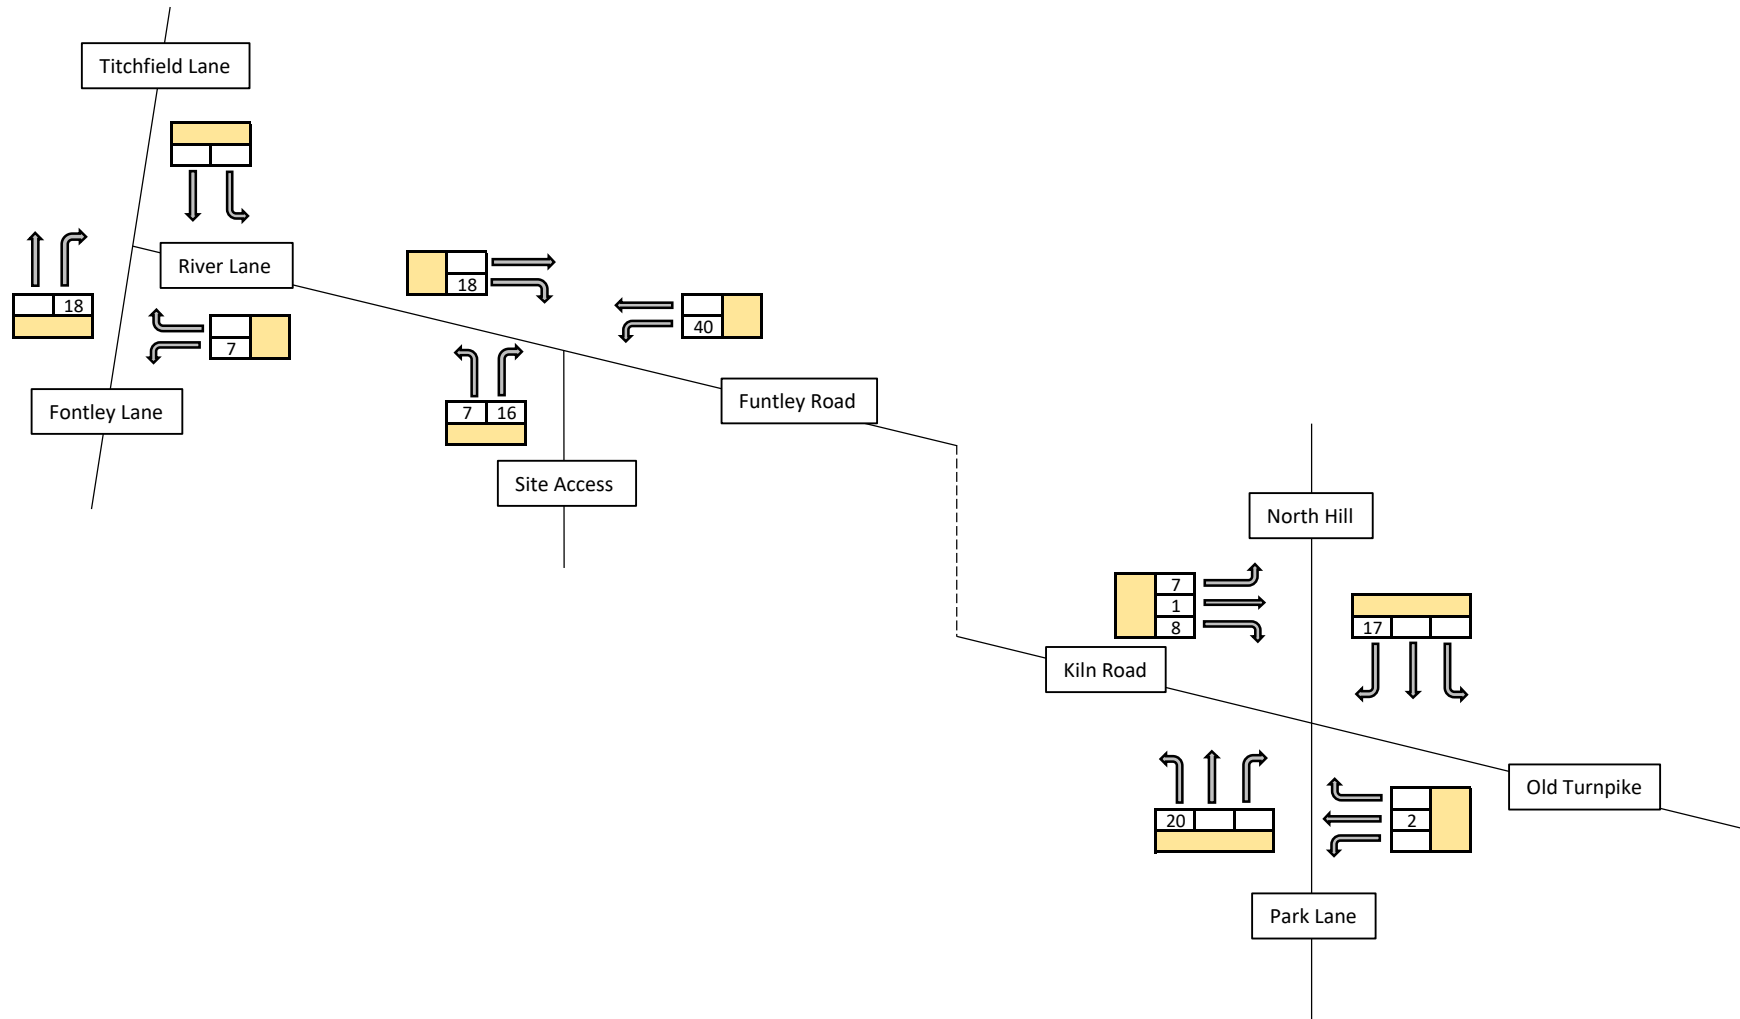 Titchfield Lane
River Lane
18
18
40
7
Fontley Lane
7 16
Funtley Road
Site Access
North Hill
7
1
8
17
Kiln Road
Old Turnpike
20
2
Park Lane